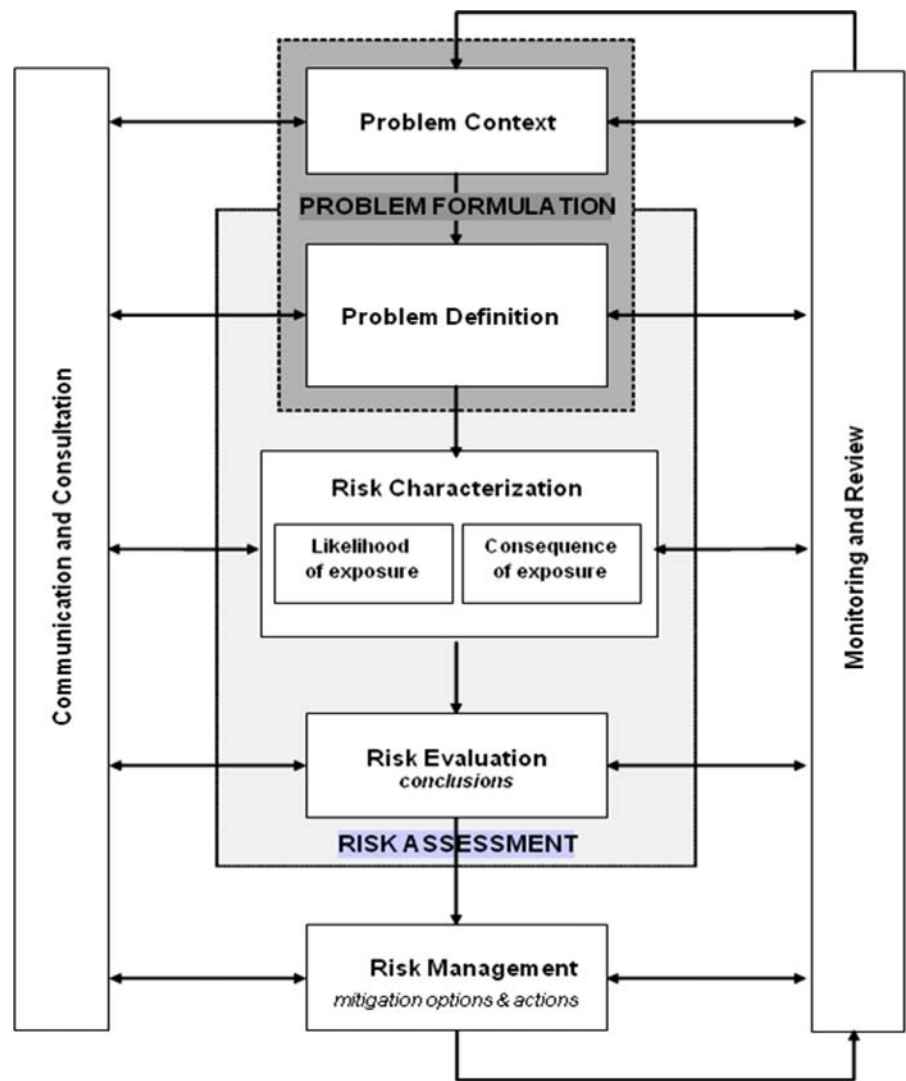 Problem Context
PROBLEM FORMULATION
Problem Definition
Communication and Consultation
Monitoring and Review
Risk Characterization
Likelihood
of exposure
Consequence
of exposure
Risk Evaluation
conclusions
RISK ASSESSMENT
Risk Management
mitigation options & actions